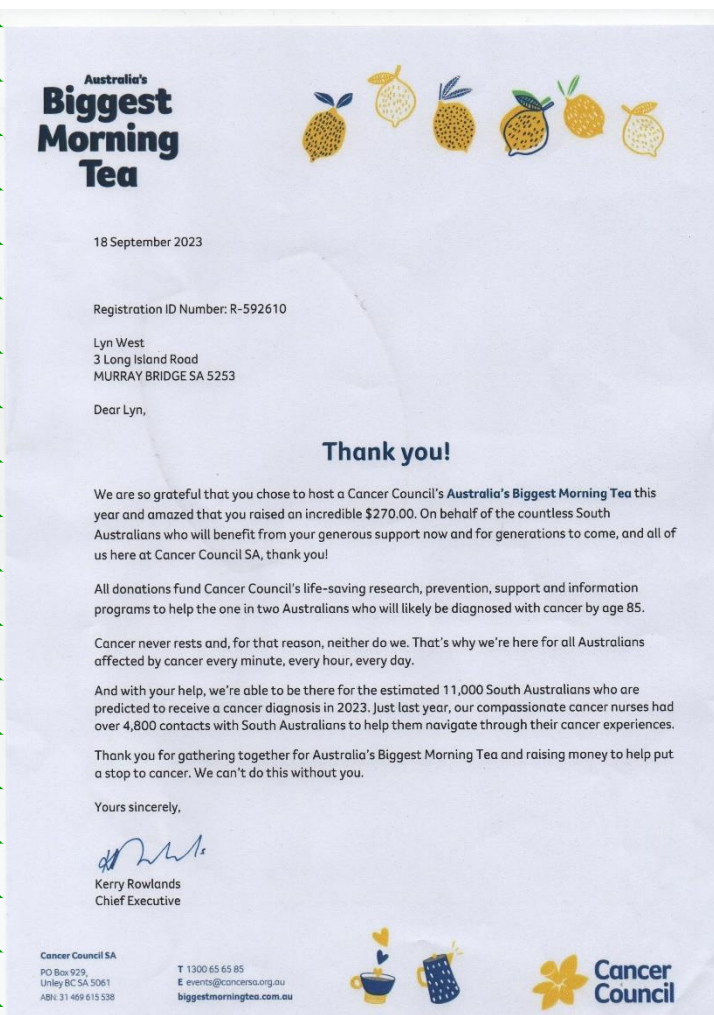 Australia's
Biggest
Morning
Tea
18 September 2023
Registration ID Number: R-592610
Lyn West
3 Long Island Road
MURRAY BRIDGE SA 5253
Dear Lyn,
Thank you!
We are so grateful that you chose to host a Cancer Council's Australia's Biggest Morning Tea this
year and amazed that you raised an incredible $270.00. On behalf of the countless South
Australians who will benefit from your generous support now and for generations to come, and all of
us here at Cancer Council SA, thank you!
All donations fund Cancer Council's life-saving research, prevention, support and information
programs to help the one in two Australians who will likely be diagnosed with cancer by age 85.
Cancer never rests and, for that reason, neither do we. That's why we're here for all Australians
affected by cancer every minute, every hour, every day.
And with your help, we're able to be there for the estimated 11,000 South Australians who are
predicted to receive a cancer diagnosis in 2023. Just last year, our compassionate cancer nurses had
over 4,800 contacts with South Australians to help them navigate through their cancer experiences.
Thank you for gathering together for Australia's Biggest Morning Tea and raising money to help put
a stop to cancer. We can't do this without you.
Yours sincerely,
Kerry Rowlands
Chief Executive
Cancer Council SA
PO Box 929,
Unley BC SA 5061
ABN: 31 469 615 538
T 1300 65 65 85
E events@cancersa.org.au
biggestmorningtea.com.au
Cancer
Council